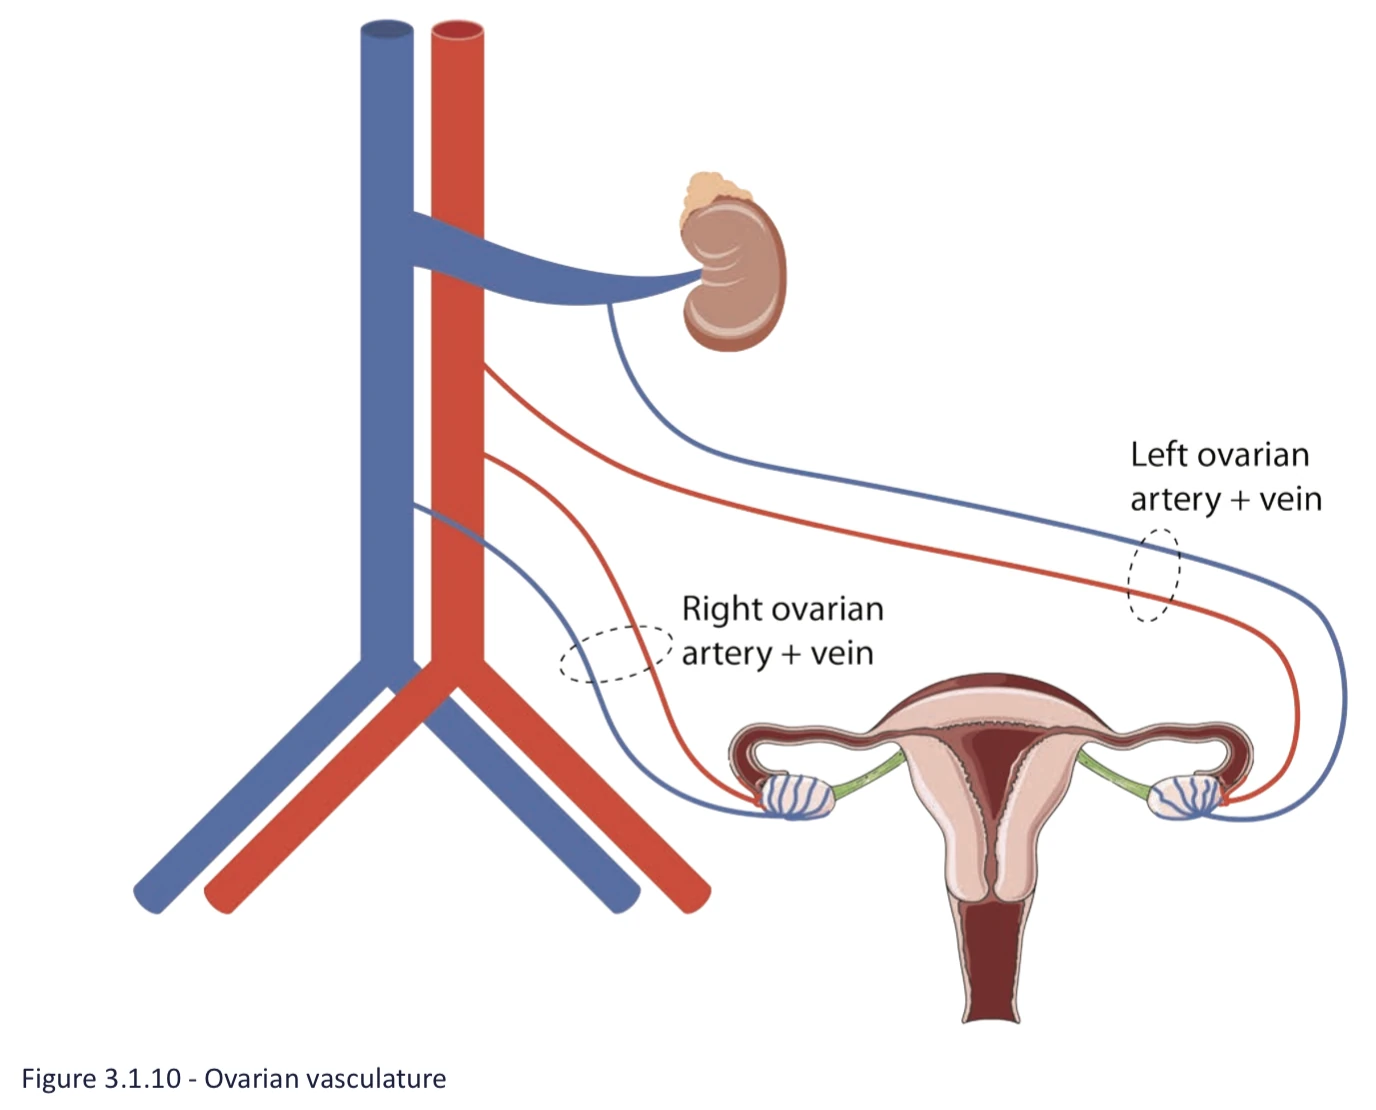 Left ovarian
artery + vein
Right ovarian
artery + vein
Figure 3.1.10 - Ovarian vasculature